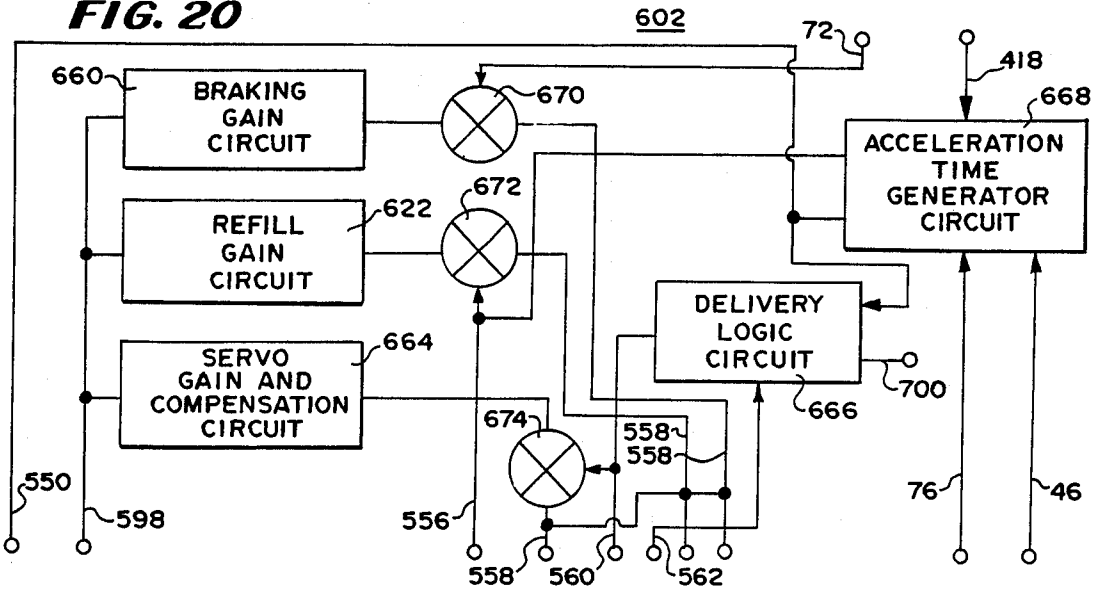 FIG. 20
602
72
418
660
BRAKING
GAIN
CIRCUIT
670
668
ACCELERATION
TIME
GENERATOR
CIRCUIT
672
REFILL
GAIN
CIRCUIT
622
DELIVERY
LOGIC
CIRCUIT
SERVO
GAIN AND
COMPENSATION
CIRCUIT
664
700
666
674
558
558
550
598
556
76
46
558
560
562